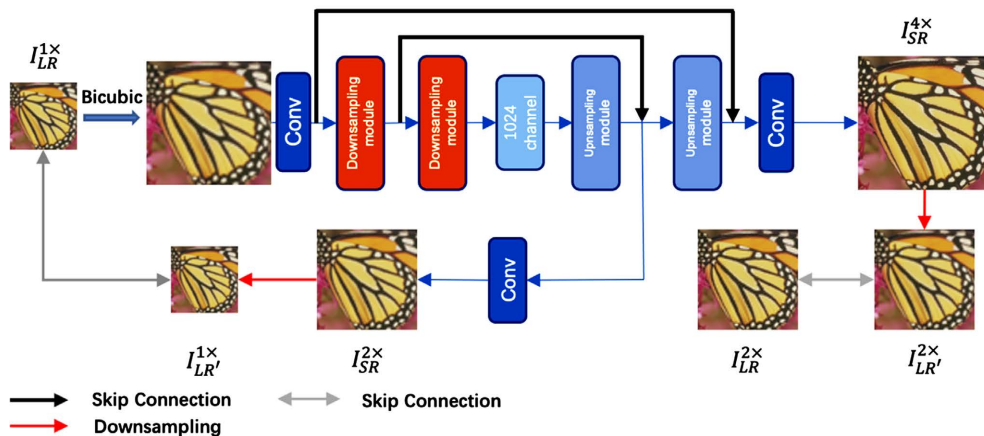 I_{LR}^{1×}
Bicubic
Conv
Downsampling module
Downsampling module
1024 channel
Upnsampling module
Upnsampling module
Conv
I_{SR}^{4×}
Conv
I_{LR'}^{1×}
I_{SR}^{2×}
I_{LR}^{2×}
I_{LR'}^{2×}
Skip Connection
Skip Connection
Downsampling